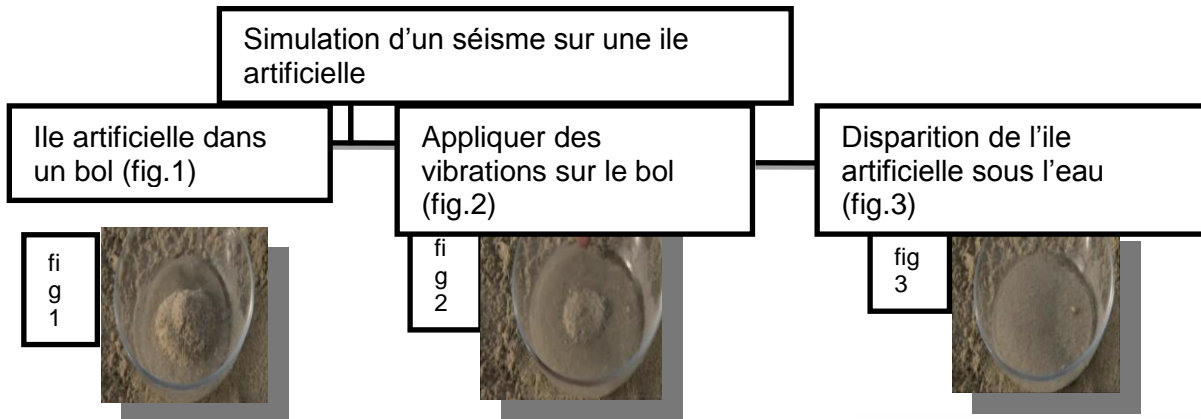 Simulation d’un séisme sur une ile
artificielle
Ile artificielle dans
un bol (fig.1)
Appliquer des
vibrations sur le bol
(fig.2)
Disparition de l’ile
artificielle sous l’eau
(fig.3)
fi
g
1
fi
g
2
fig
3